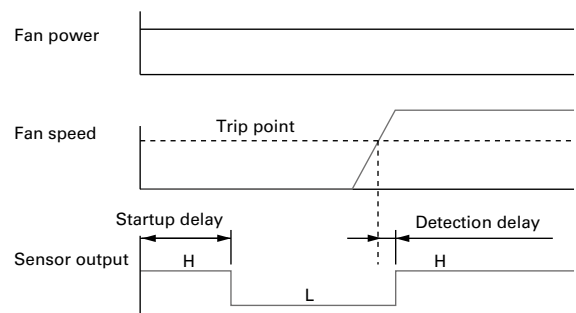 Fan power
Fan speed
Trip point
Startup delay
Detection delay
Sensor output
H
H
L